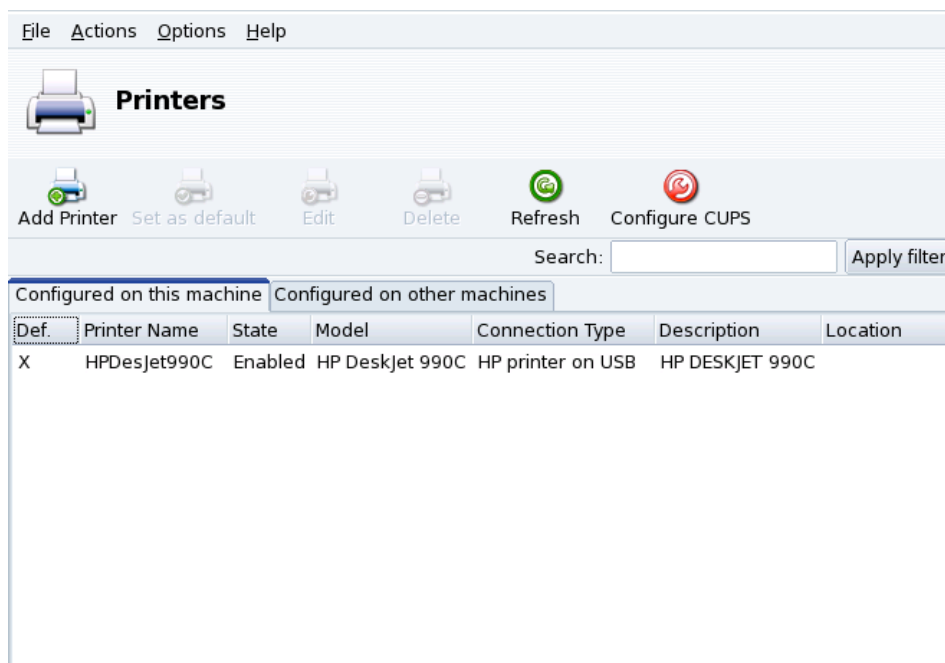 File Actions Options Help
Printers
Add Printer Set as default Edit Delete Refresh Configure CUPS
Search: Apply filter
Configured on this machine Configured on other machines
Def. Printer Name State Model Connection Type Description Location
X HPDesJet990C Enabled HP DeskJet 990C HP printer on USB HP DESKJET 990C